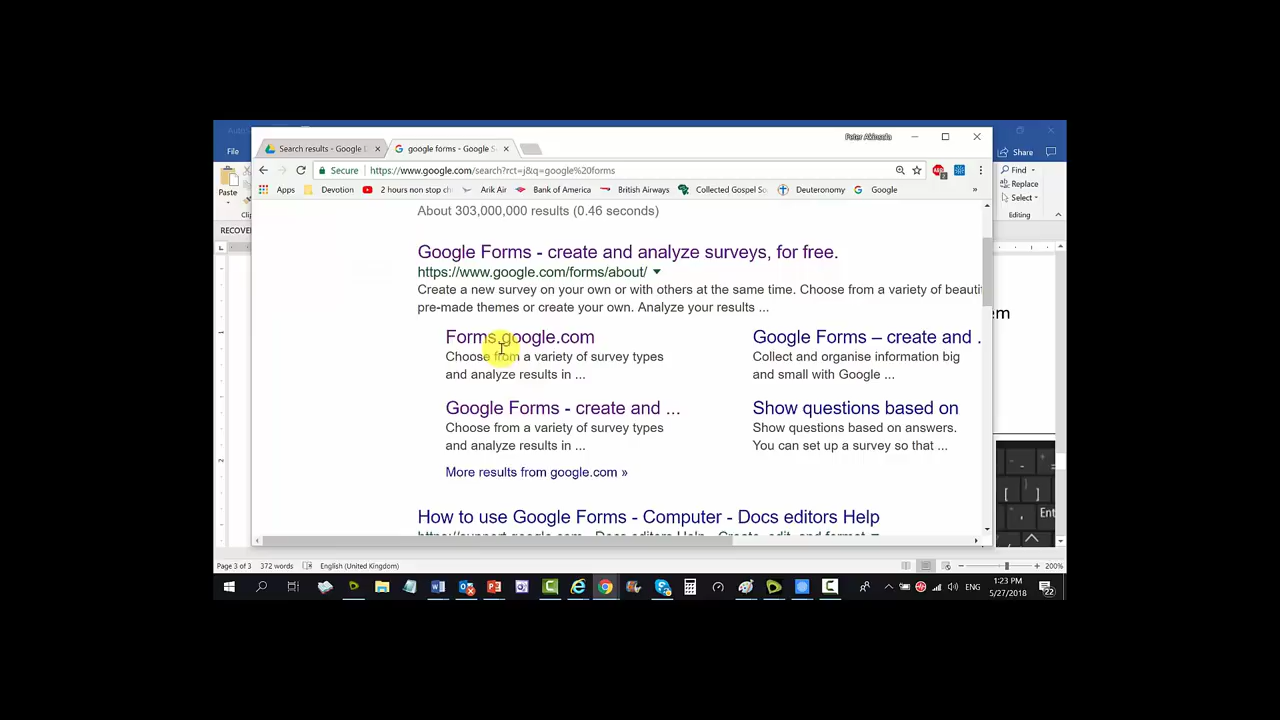 Peter Akinsola
Search results - Google D
google forms - Google S
File
Share
Secure
https://www.google.com/search?rct=j&q=google%20forms
Find
Paste
Apps
Devotion
2 hours non stop ch
Arik Air
Bank of America
British Airways
Collected Gospel So
Deuteronomy
Google
»
Replace
Select
Editing
RECOVER
About 303,000,000 results (0.46 seconds)
Google Forms - create and analyze surveys, for free.
https://www.google.com/forms/about/
Create a new survey on your own or with others at the same time. Choose from a variety of beauti
pre-made themes or create your own. Analyze your results ...
em
Forms.google.com
Choose from a variety of survey types
and analyze results in ...
Google Forms – create and .
Collect and organise information big
and small with Google ...
Google Forms - create and ...
Choose from a variety of survey types
and analyze results in ...
Show questions based on
Show questions based on answers.
You can set up a survey so that ...
More results from google.com »
How to use Google Forms - Computer - Docs editors Help
Ent
Page 3 of 3
372 words
English (United Kingdom)
200%
ENG
1:23 PM
5/27/2018
22